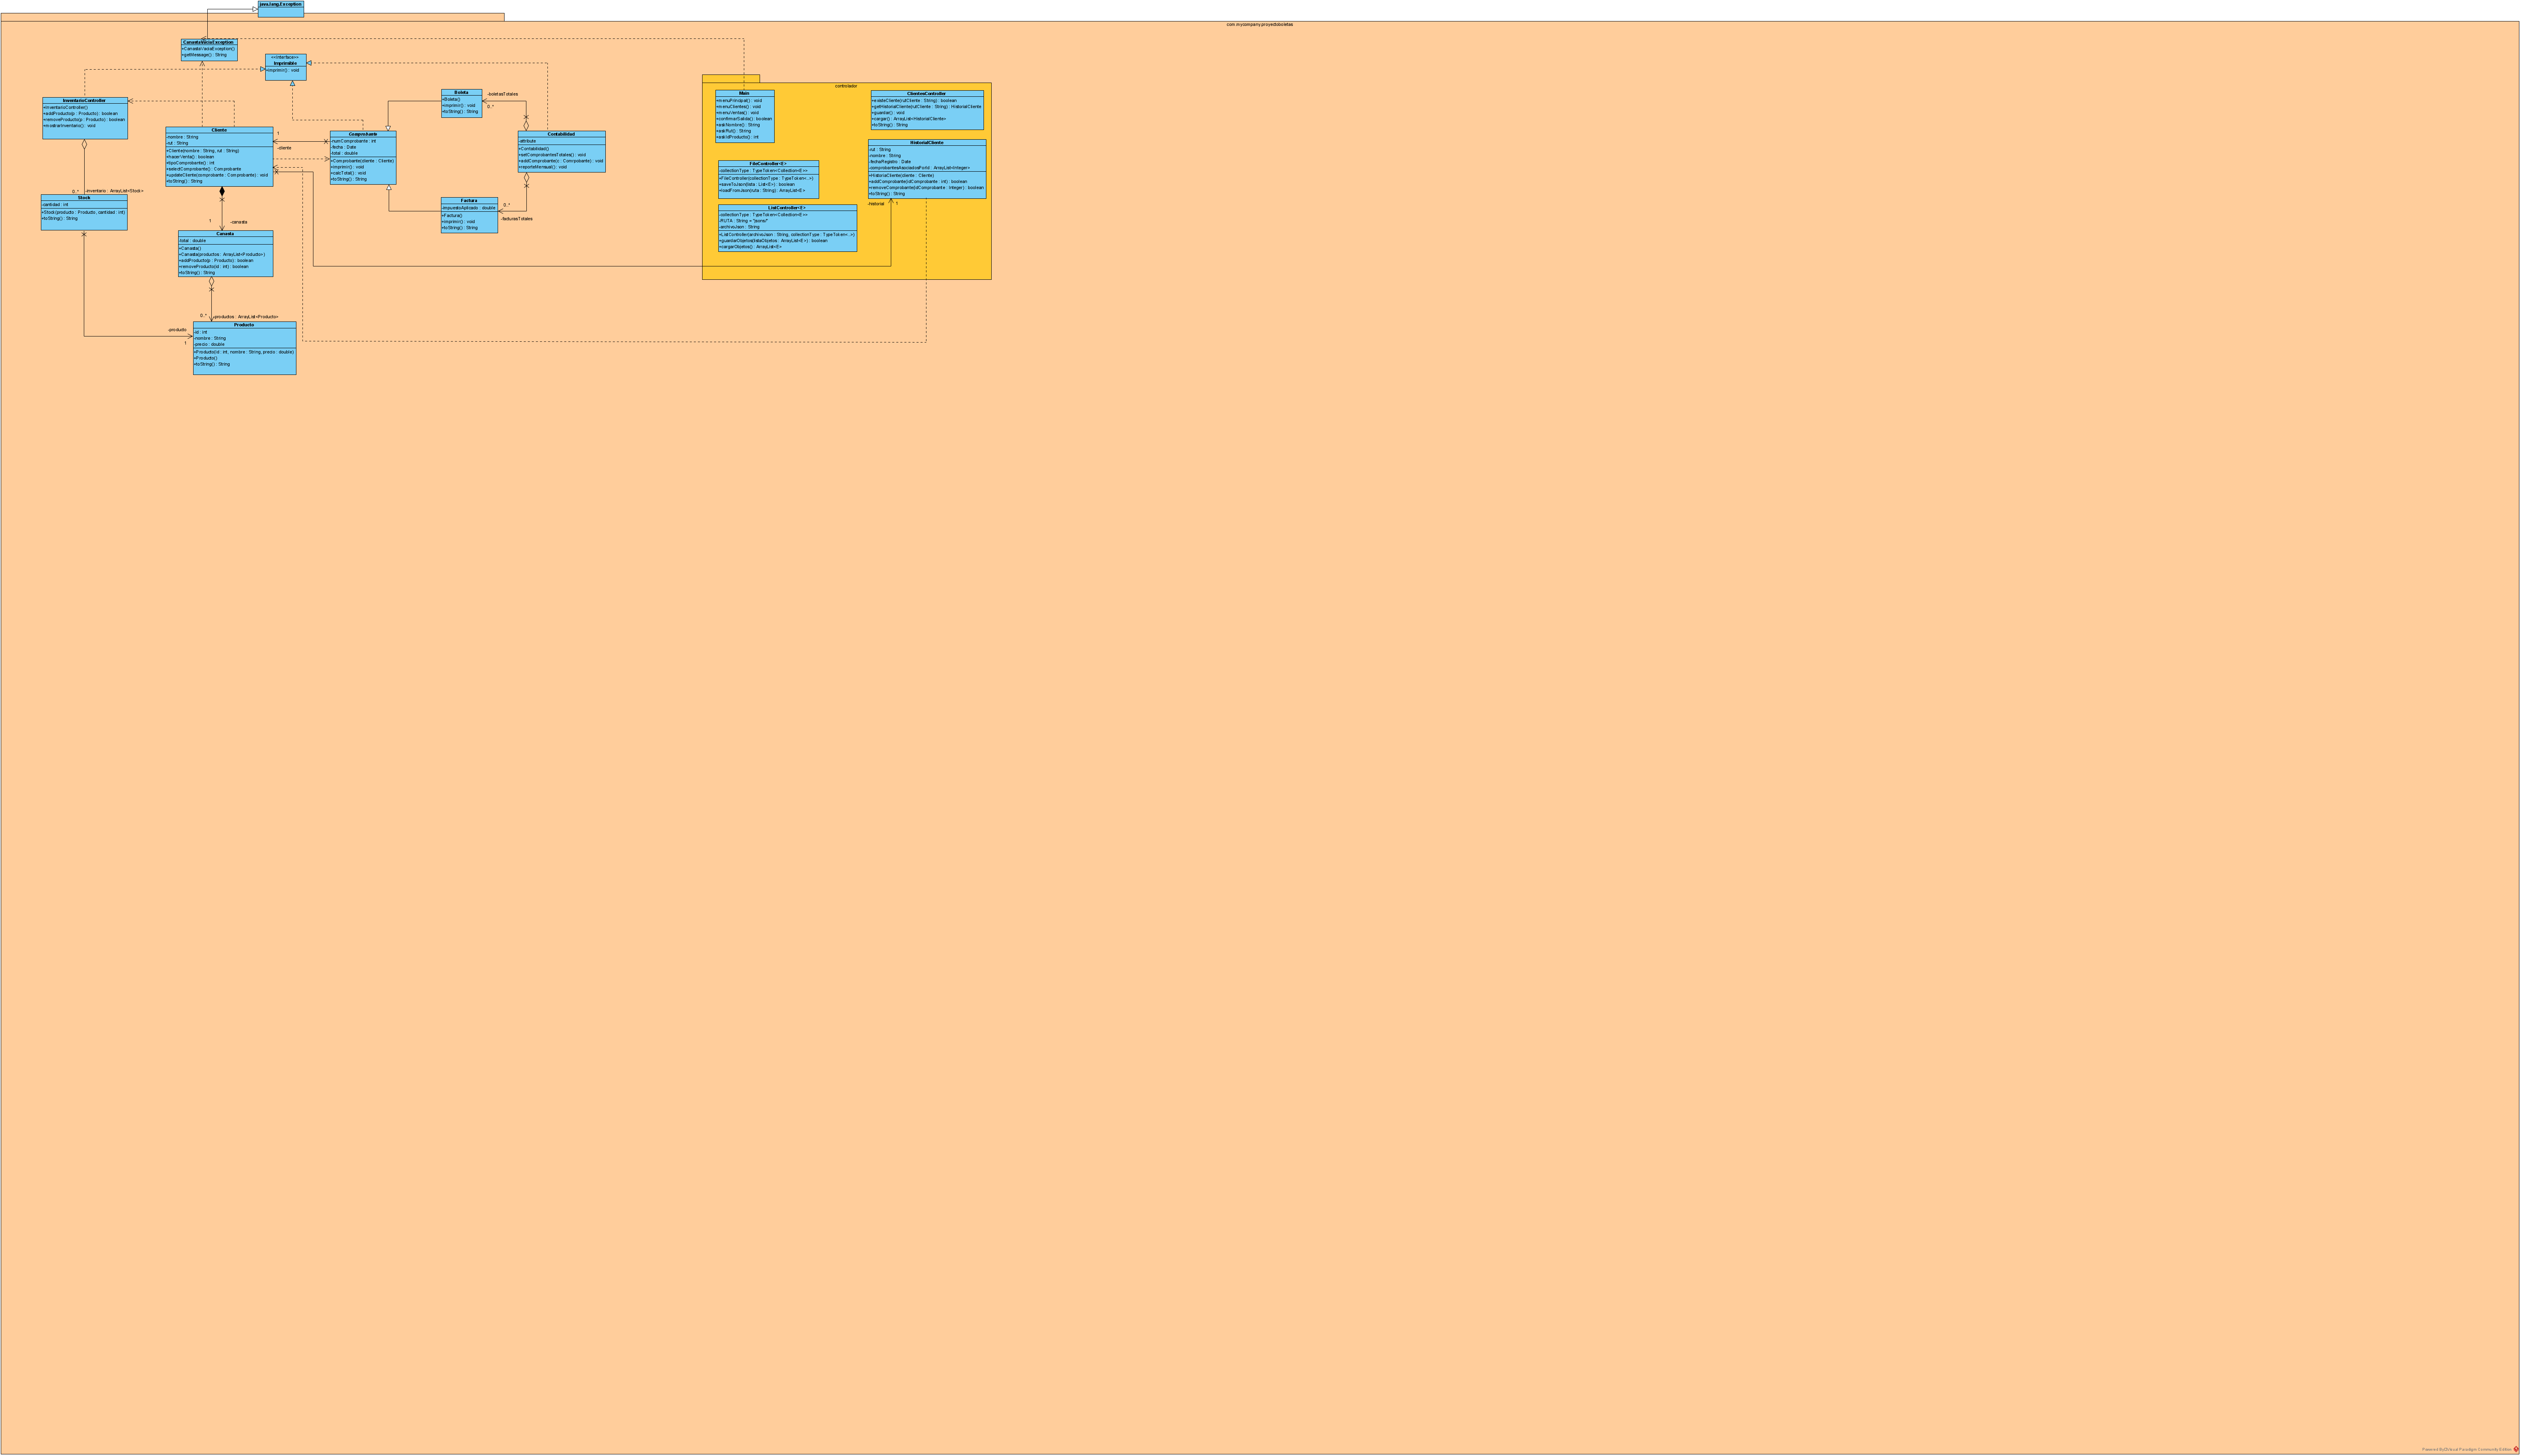 java.lang.Exception
com.mycompany.proyectoboletas
CanastaVaciaException
+CanastaVaciaException()
+getMessage() : String
<<Interface>>
Imprimible
+imprimir() : void
InventarioController
+InventarioController()
+addProducto(p : Producto) : boolean
+removeProducto(p : Producto) : boolean
+mostrarInventario() : void
Cliente
-nombre : String
-rut : String
+Cliente(nombre : String, rut : String)
+hacerVenta() : boolean
+tipoComprobante() : int
+selectComprobante() : Comprobante
+updateCliente(comprobante : Comprobante) : void
+toString() : String
1
-cliente
Comprobante
-numComprobante : int
-fecha : Date
-total : double
+Comprobante(cliente : Cliente)
+imprimir() : void
+calcTotal() : void
+toString() : String
Boleta
+Boleta()
+imprimir() : void
+toString() : String
-boletasTotales
0..*
Contabilidad
-attribute
+Contabilidad()
+setComprobantesTotales() : void
+addComprobante(c : Comprobante) : void
+reporteMensual() : void
Factura
-impuestoAplicado : double
+Factura()
+imprimir() : void
+toString() : String
0..*
-facturasTotales
0..*
-inventario : ArrayList<Stock>
Stock
-cantidad : int
+Stock(producto : Producto, cantidad : int)
+toString() : String
1
-canasta
Canasta
-total : double
+Canasta()
+Canasta(productos : ArrayList<Producto>)
+addProducto(p : Producto) : boolean
+removeProducto(id : int) : boolean
+toString() : String
0..*
-productos : ArrayList<Producto>
-producto
1
Producto
-id : int
-nombre : String
-precio : double
+Producto(id : int, nombre : String, precio : double)
+Producto()
+toString() : String
controlador
Main
+menuPrincipal() : void
+menuClientes() : void
+menuVentas() : void
+confirmarSalida() : boolean
+askNombre() : String
+askRut() : String
+askIdProducto() : int
ClientesController
+existeCliente(rutCliente : String) : boolean
+getHistorialCliente(rutCliente : String) : HistorialCliente
+guardar() : void
+cargar() : ArrayList<HistorialCliente>
+toString() : String
HistorialCliente
-rut : String
-nombre : String
-fechaRegistro : Date
-comprobantesAsociadosPorId : ArrayList<Integer>
+HistorialCliente(cliente : Cliente)
+addComprobante(idComprobante : int) : boolean
+removeComprobante(idComprobante : Integer) : boolean
+toString() : String
-historial
1
FileController<E>
-collectionType : TypeToken<Collection<E>>
+FileController(collectionType : TypeToken<...>)
+saveToJson(lista : List<E>) : boolean
+loadFromJson(ruta : String) : ArrayList<E>
ListController<E>
-collectionType : TypeToken<Collection<E>>
-archivoJson : String
+ListController(archivoJson : String, collectionType : TypeToken<...>)
+guardarObjetos(listaObjetos : ArrayList<E>) : boolean
+cargarObjetos() : ArrayList<E>
Powered By Visual Paradigm Community Edition